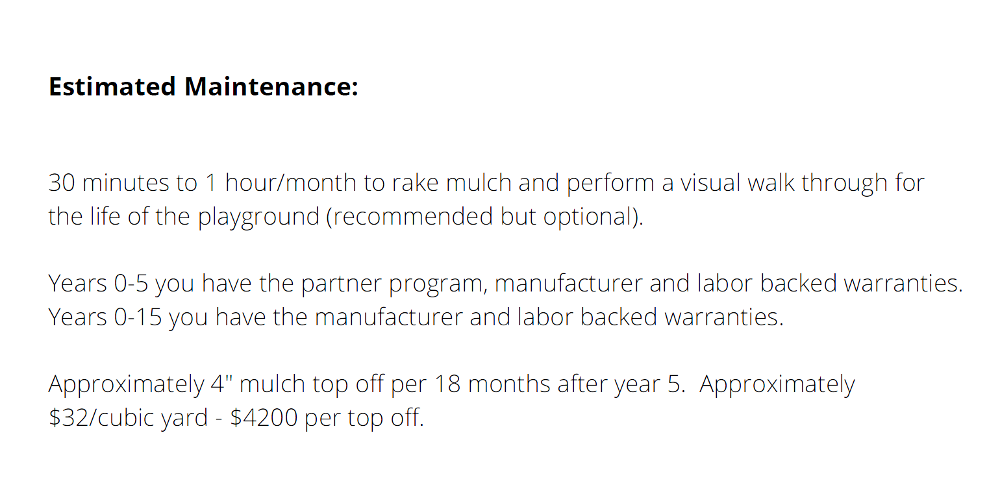 Estimated Maintenance:
30 minutes to 1 hour/month to rake mulch and perform a visual walk through for
the life of the playground (recommended but optional).
Years 0-5 you have the partner program, manufacturer and labor backed warranties.
Years 0-15 you have the manufacturer and labor backed warranties.
Approximately 4" mulch top off per 18 months after year 5.  Approximately
$32/cubic yard - $4200 per top off.